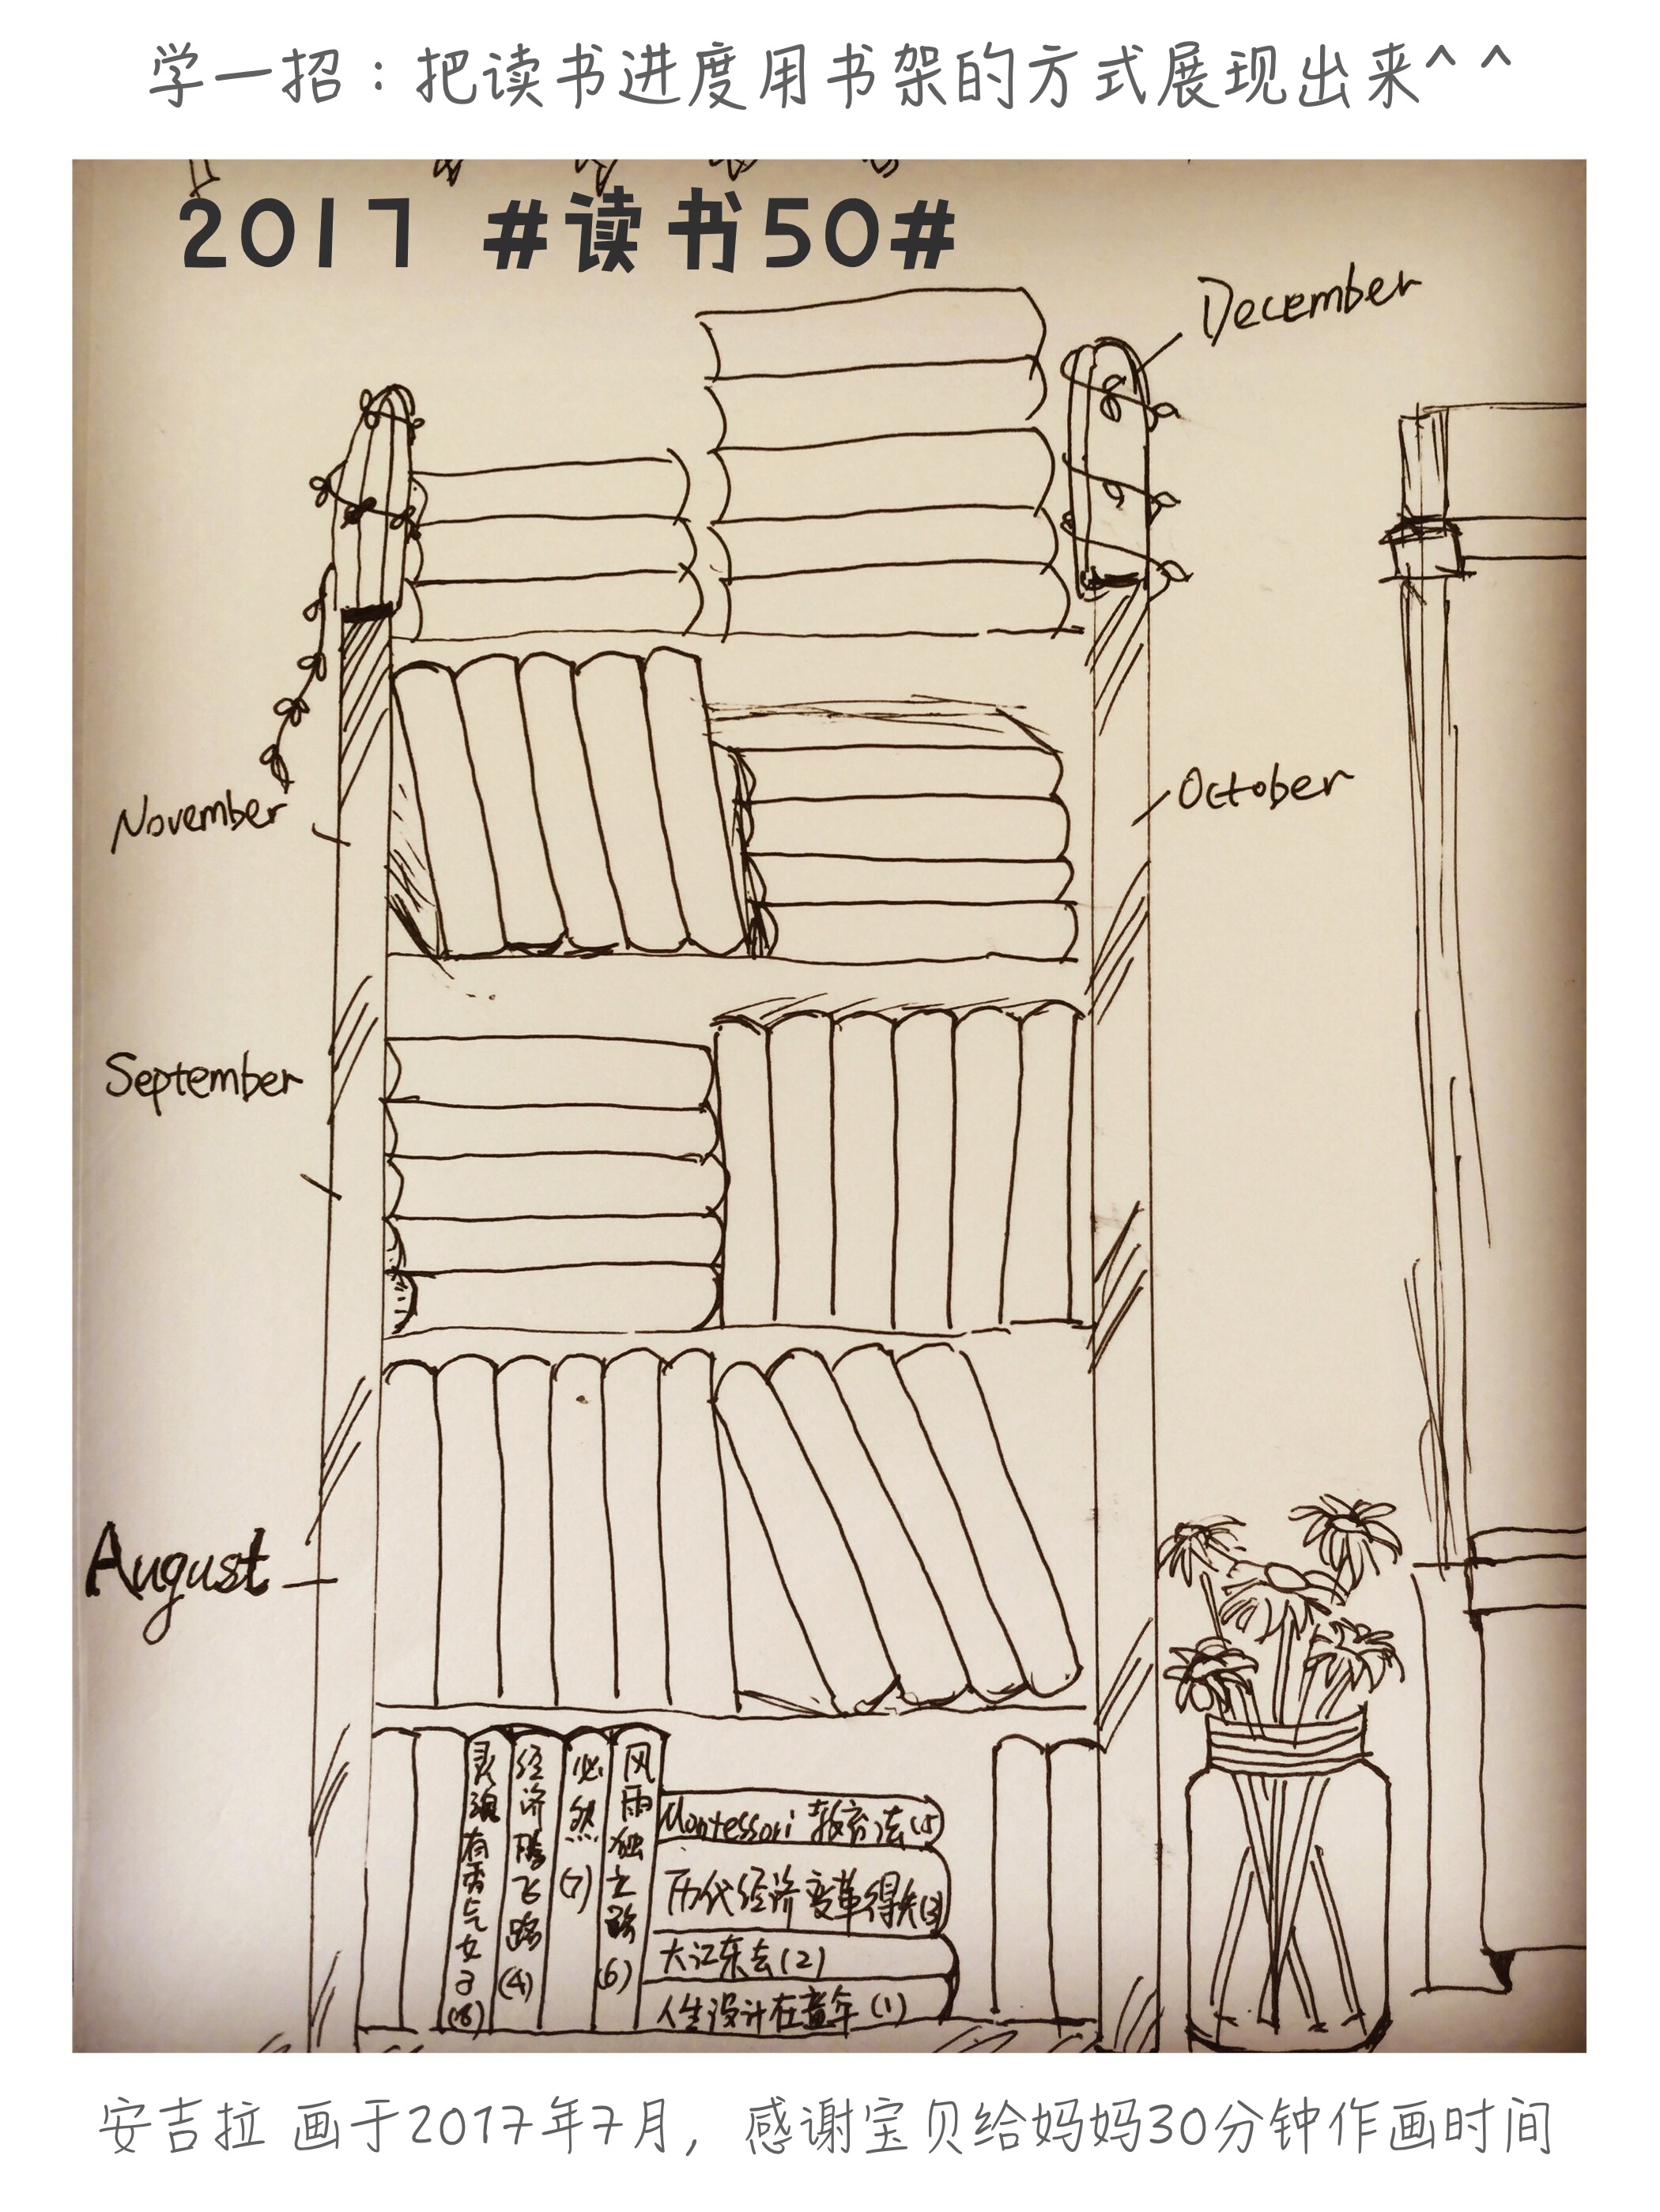 学一招：把读书进度用书架的方式展现出来^ ^
2017 #读书50#
December
November
October
September
August
灵魂有香气女子(8)
经济腾飞路(4)
必然(7)
风雨独立路(6)
Montessori 教育法(5)
历代经济变革得失(3)
大江东去(2)
人生设计在童年(1)
安吉拉 画于2017年7月，感谢宝贝给妈妈30分钟作画时间